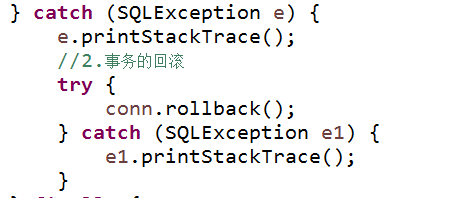 } catch (SQLException e) {
e.printStackTrace();
//2.事务的回滚
try {
conn.rollback();
} catch (SQLException e1) {
e1.printStackTrace();
}